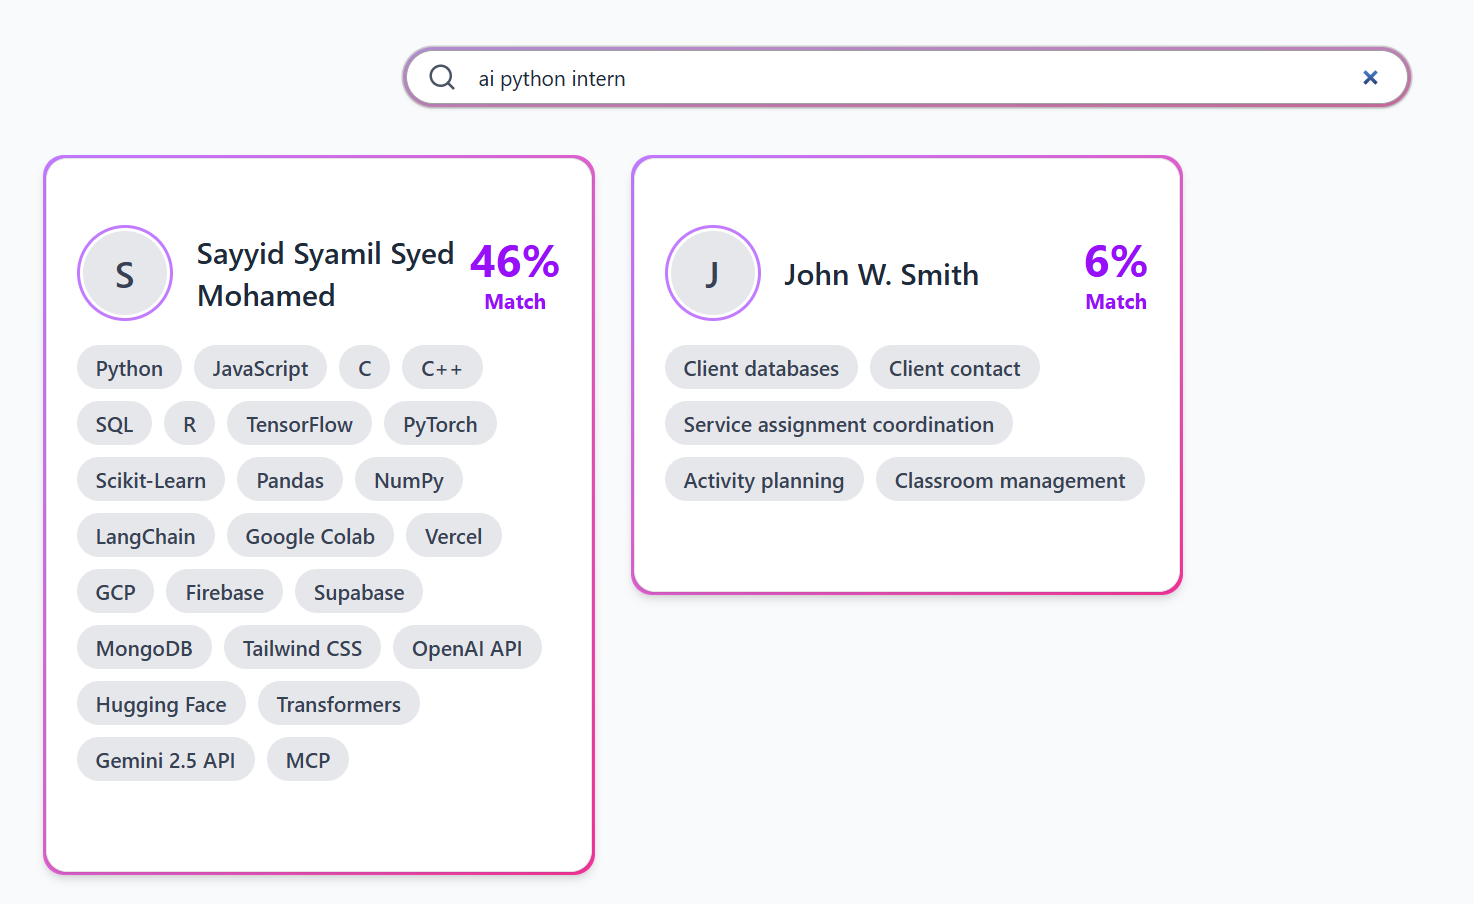 ai python intern
S
Sayyid Syamil Syed
Mohamed
46%
Match
Python JavaScript C C++
SQL R TensorFlow PyTorch
Scikit-Learn Pandas NumPy
LangChain Google Colab Vercel
GCP Firebase Supabase
MongoDB Tailwind CSS OpenAI API
Hugging Face Transformers
Gemini 2.5 API MCP
J
John W. Smith
6%
Match
Client databases Client contact
Service assignment coordination
Activity planning Classroom management